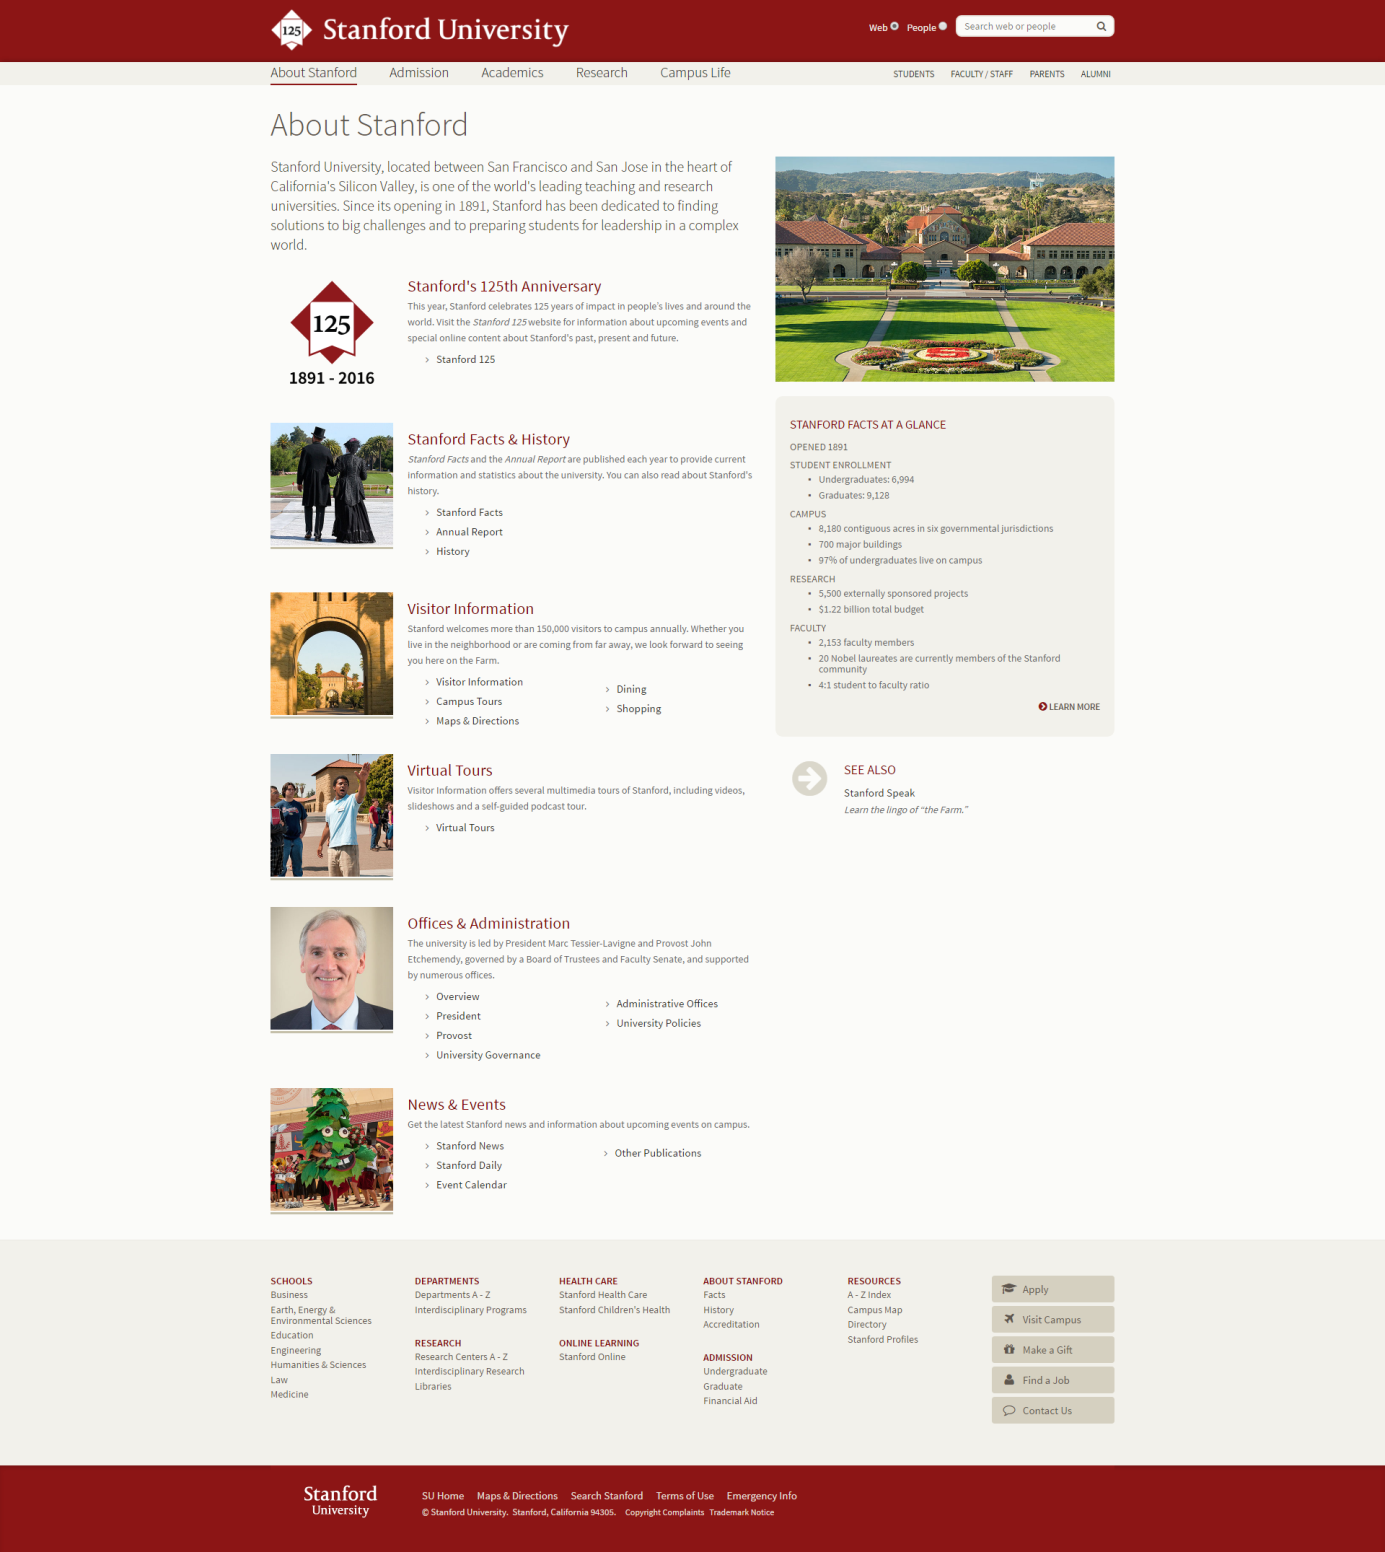 125 Stanford University
Web People Search web or people
About Stanford Admission Academics Research Campus Life
STUDENTS FACULTY / STAFF PARENTS ALUMNI
About Stanford
Stanford University, located between San Francisco and San Jose in the heart of
California's Silicon Valley, is one of the world's leading teaching and research
universities. Since its opening in 1891, Stanford has been dedicated to finding
solutions to big challenges and to preparing students for leadership in a complex
world.
125
1891 - 2016
Stanford's 125th Anniversary
This year, Stanford celebrates 125 years of impact in people's lives and around the
world. Visit the Stanford 125 website for information about upcoming events and
special online content about Stanford's past, present and future.
Stanford 125
Stanford Facts & History
Stanford Facts and the Annual Report are published each year to provide current
information and statistics about the university. You can also read about Stanford's
history.
Stanford Facts
Annual Report
History
Visitor Information
Stanford welcomes more than 150,000 visitors to campus annually. Whether you
live in the neighborhood or are coming from far away, we look forward to seeing
you here on the Farm.
Visitor Information
Campus Tours
Maps & Directions
Dining
Shopping
Virtual Tours
Visitor Information offers several multimedia tours of Stanford, including videos,
slideshows and a self-guided podcast tour.
Virtual Tours
Offices & Administration
The university is led by President Marc Tessier-Lavigne and Provost John
Etchemendy, governed by a Board of Trustees and Faculty Senate, and supported
by numerous offices.
Overview
President
Provost
University Governance
Administrative Offices
University Policies
News & Events
Get the latest Stanford news and information about upcoming events on campus.
Stanford News
Stanford Daily
Event Calendar
Other Publications
STANFORD FACTS AT A GLANCE
OPENED 1891
STUDENT ENROLLMENT
• Undergraduates: 6,994
• Graduates: 9,128
CAMPUS
• 8,180 contiguous acres in six governmental jurisdictions
• 700 major buildings
• 97% of undergraduates live on campus
RESEARCH
• 5,500 externally sponsored projects
• $1.22 billion total budget
FACULTY
• 2,153 faculty members
• 20 Nobel laureates are currently members of the Stanford
community
• 4:1 student to faculty ratio
LEARN MORE
SEE ALSO
Stanford Speak
Learn the lingo of "the Farm."
SCHOOLS
Business
Earth, Energy &
Environmental Sciences
Education
Engineering
Humanities & Sciences
Law
Medicine
DEPARTMENTS
Departments A - Z
Interdisciplinary Programs
RESEARCH
Research Centers A - Z
Interdisciplinary Research
Libraries
HEALTH CARE
Stanford Health Care
Stanford Children's Health
ONLINE LEARNING
Stanford Online
ABOUT STANFORD
Facts
History
Accreditation
ADMISSION
Undergraduate
Graduate
Financial Aid
RESOURCES
A - Z Index
Campus Map
Directory
Stanford Profiles
Apply
Visit Campus
Make a Gift
Find a Job
Contact Us
Stanford
University
SU Home Maps & Directions Search Stanford Terms of Use Emergency Info
© Stanford University. Stanford, California 94305. Copyright Complaints Trademark Notice